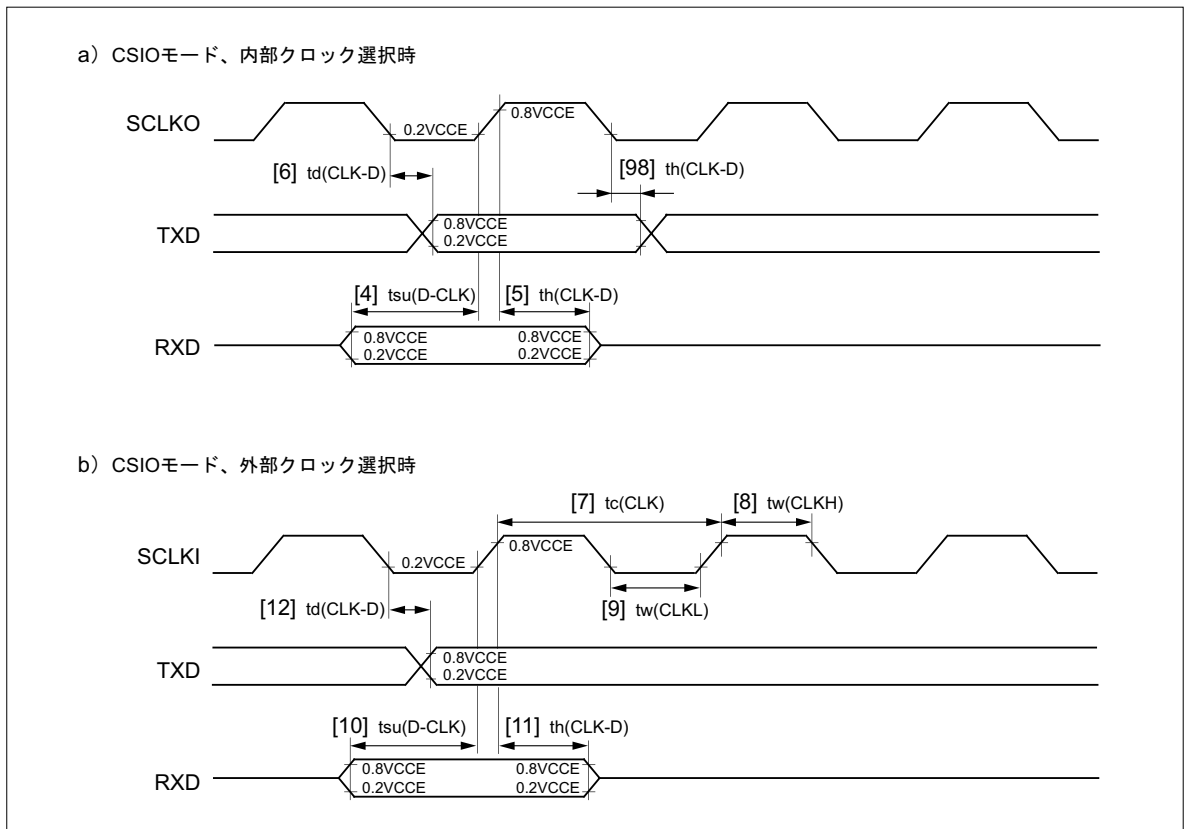 a）CSIOモード、内部クロック選択時
SCLKO
0.2VCCE
0.8VCCE
[6] td(CLK-D)
[98] th(CLK-D)
TXD
0.8VCCE
0.2VCCE
[4] tsu(D-CLK)
[5] th(CLK-D)
RXD
0.8VCCE
0.8VCCE
0.2VCCE
0.2VCCE
b）CSIOモード、外部クロック選択時
[7] tc(CLK)
[8] tw(CLKH)
SCLKI
0.2VCCE
0.8VCCE
[12] td(CLK-D)
[9] tw(CLKL)
TXD
0.8VCCE
0.2VCCE
[10] tsu(D-CLK)
[11] th(CLK-D)
RXD
0.8VCCE
0.8VCCE
0.2VCCE
0.2VCCE